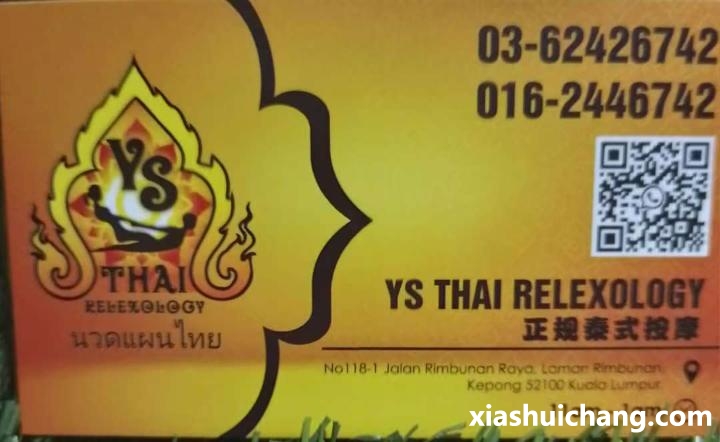 03-62426742
016-2446742
YS
THAI
RELEXOLOGY
นวดแผนไทย
YS THAI RELEXOLOGY
正规泰式按摩
No118-1 Jalan Rimbunan Raya, Laman Rimbunan,
Kepong 52100 Kuala Lumpur.
xiashuichang.com